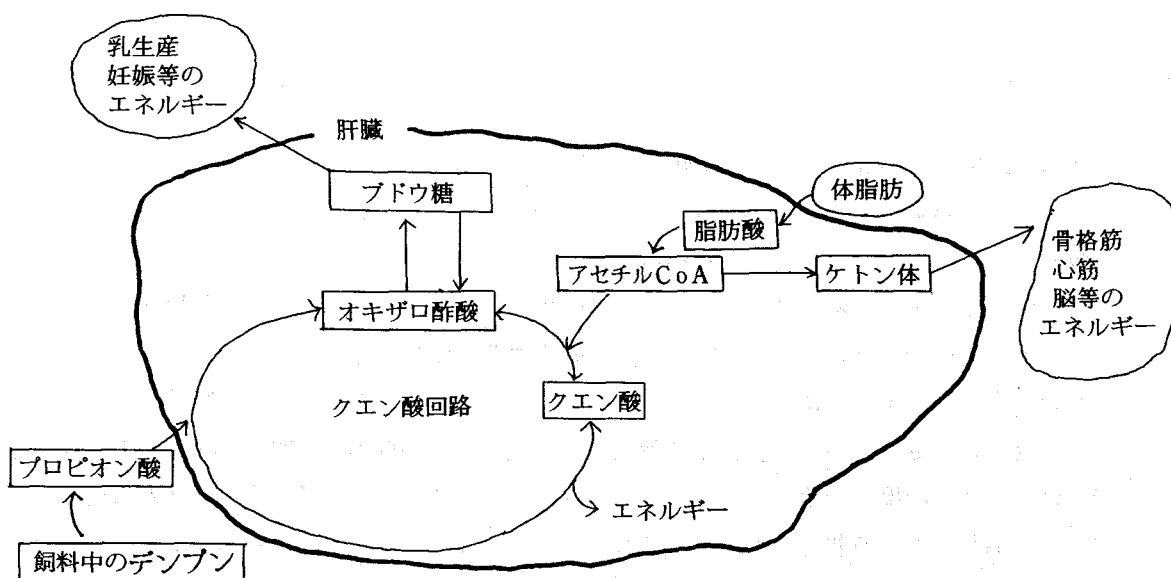 乳生産
妊娠等の
エネルギー
肝臓
ブドウ糖
体脂肪
脂肪酸
アセチルCoA
ケトン体
骨格筋
心筋
脳等の
エネルギー
オキザロ酢酸
クエン酸回路
クエン酸
プロピオン酸
エネルギー
飼料中のデンプン